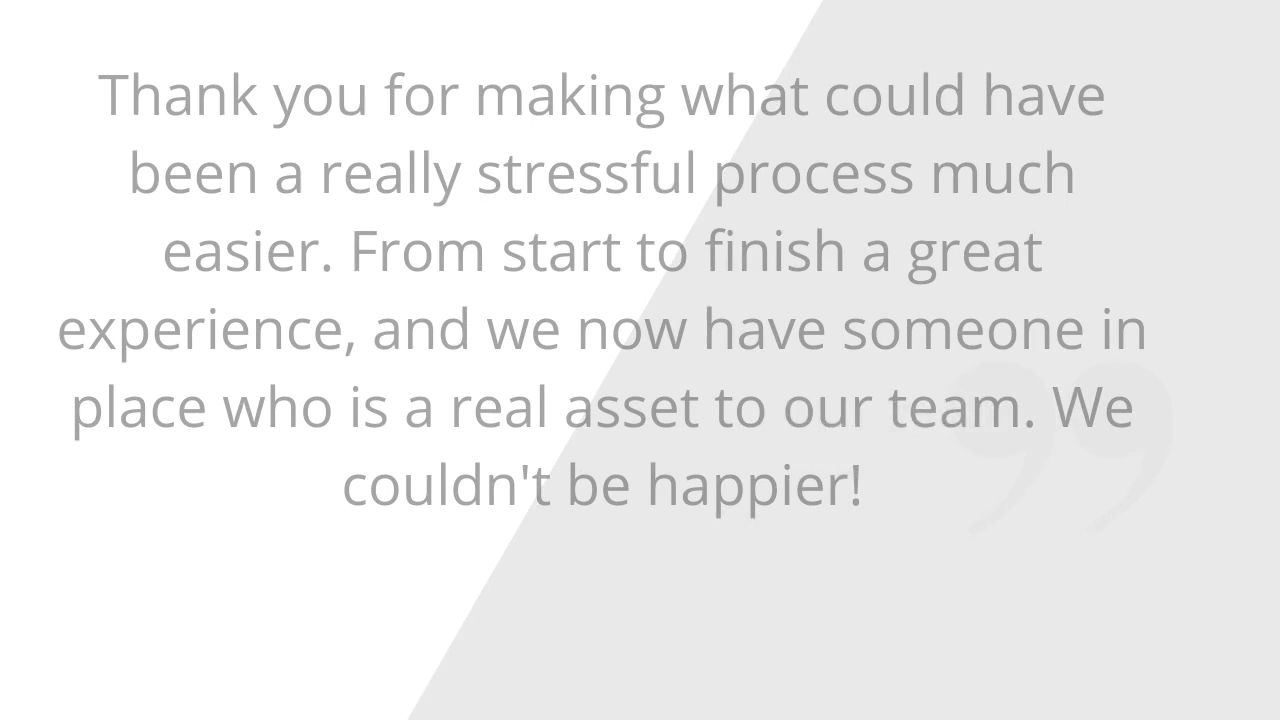 Thank you for making what could have
been a really stressful process much
easier. From start to finish a great
experience, and we now have someone in
place who is a real asset to our team. We
couldn't be happier!